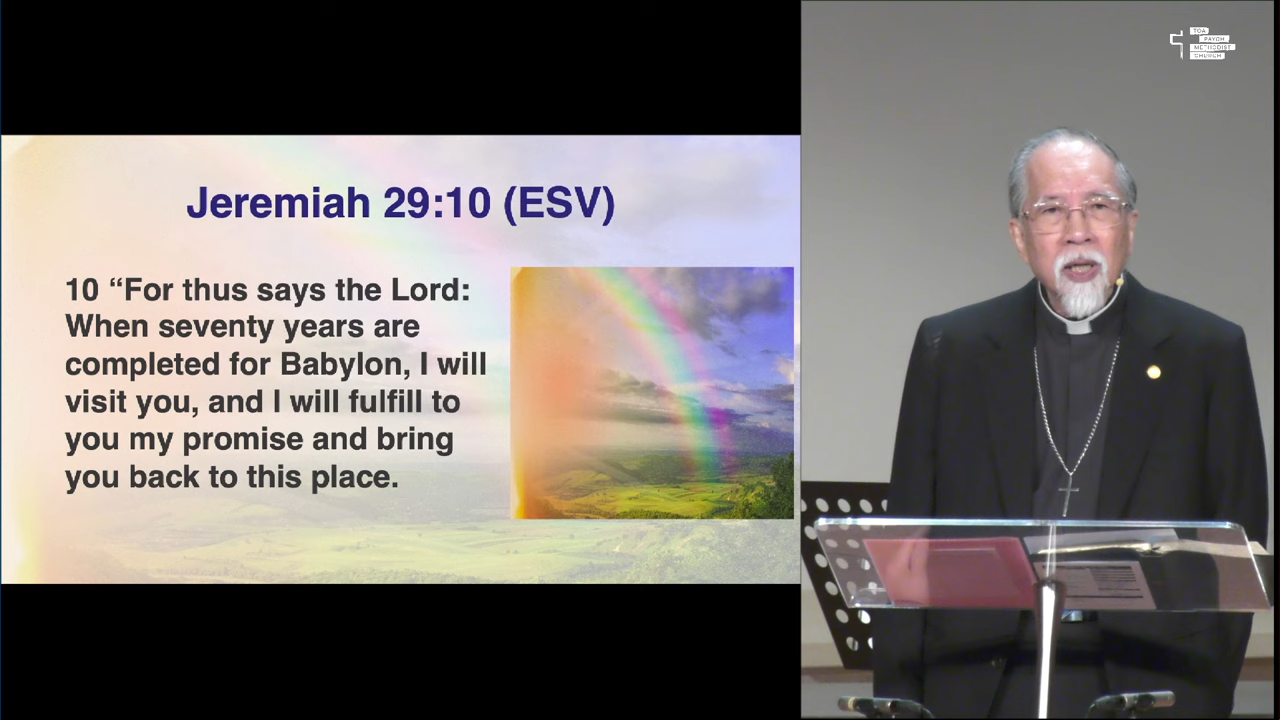 Jeremiah 29:10 (ESV)
10 “For thus says the Lord:
When seventy years are
completed for Babylon, I will
visit you, and I will fulfill to
you my promise and bring
you back to this place.
TOA
PAYOH
METHODIST
CHURCH